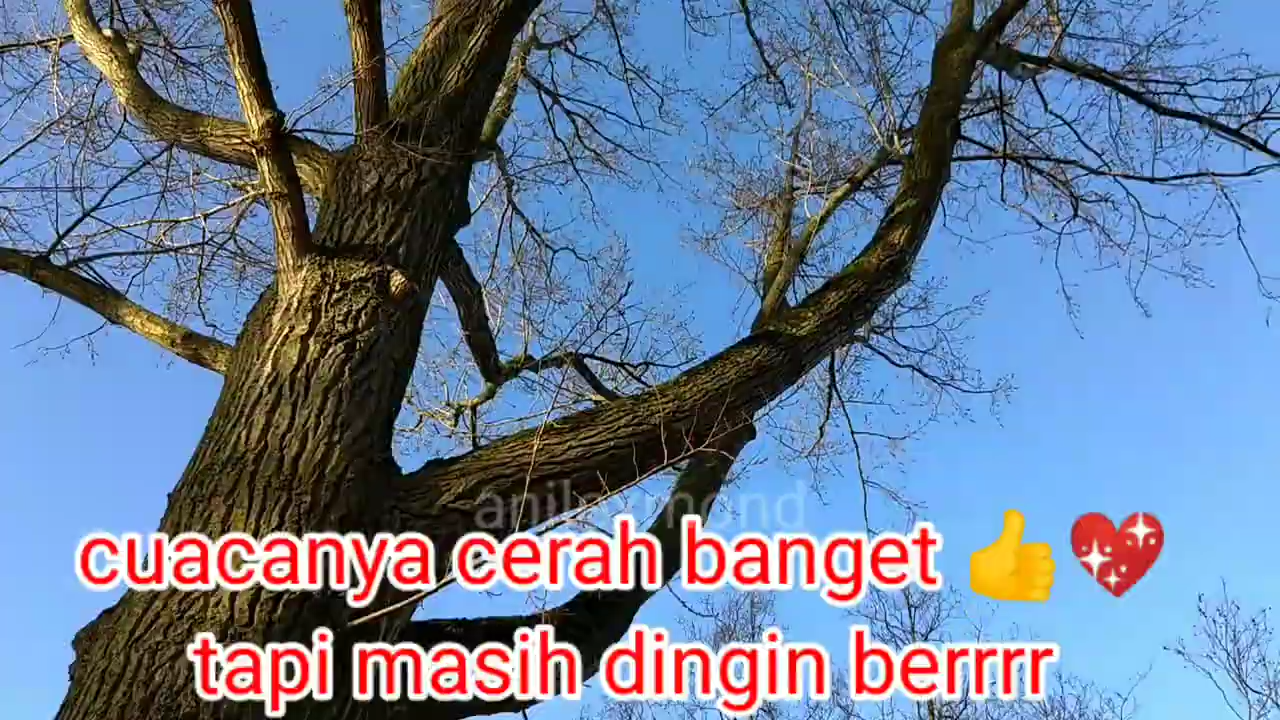 cuacanya cerah banget 👍 💖
tapi masih dingin berrrr